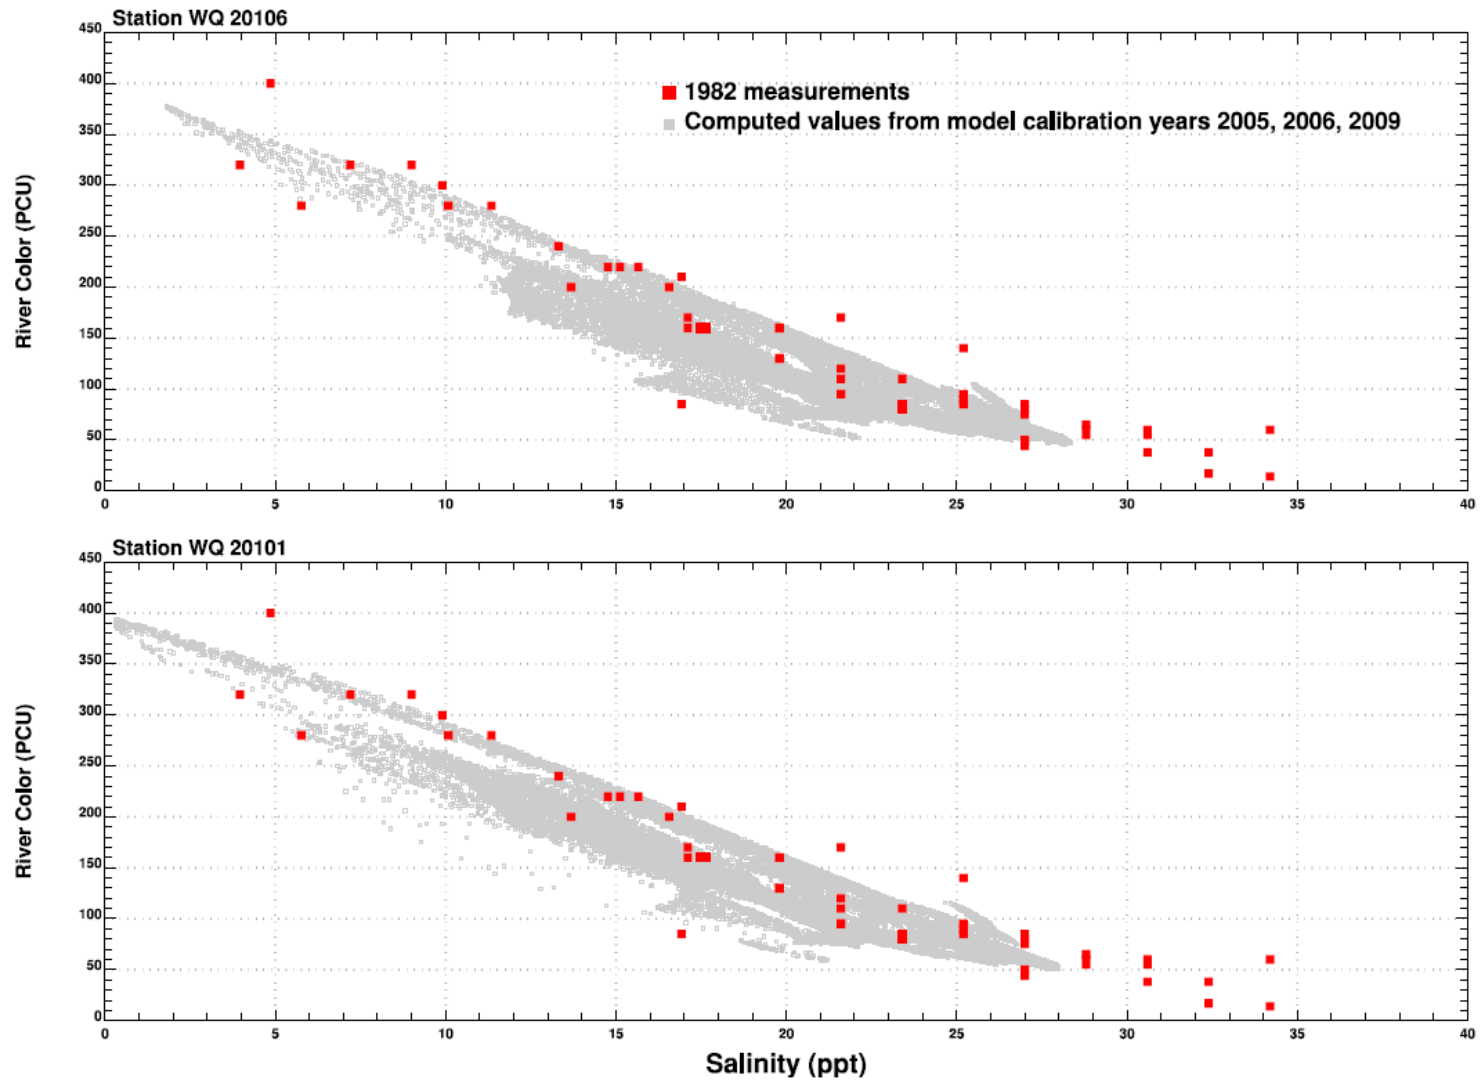 Station WQ 20106
450
400
350
300
250
200
150
100
50
0
River Color (PCU)
1982 measurements
Computed values from model calibration years 2005, 2006, 2009
0 5 10 15 20 25 30 35 40
Station WQ 20101
450
400
350
300
250
200
150
100
50
0
River Color (PCU)
0 5 10 15 20 25 30 35 40
Salinity (ppt)